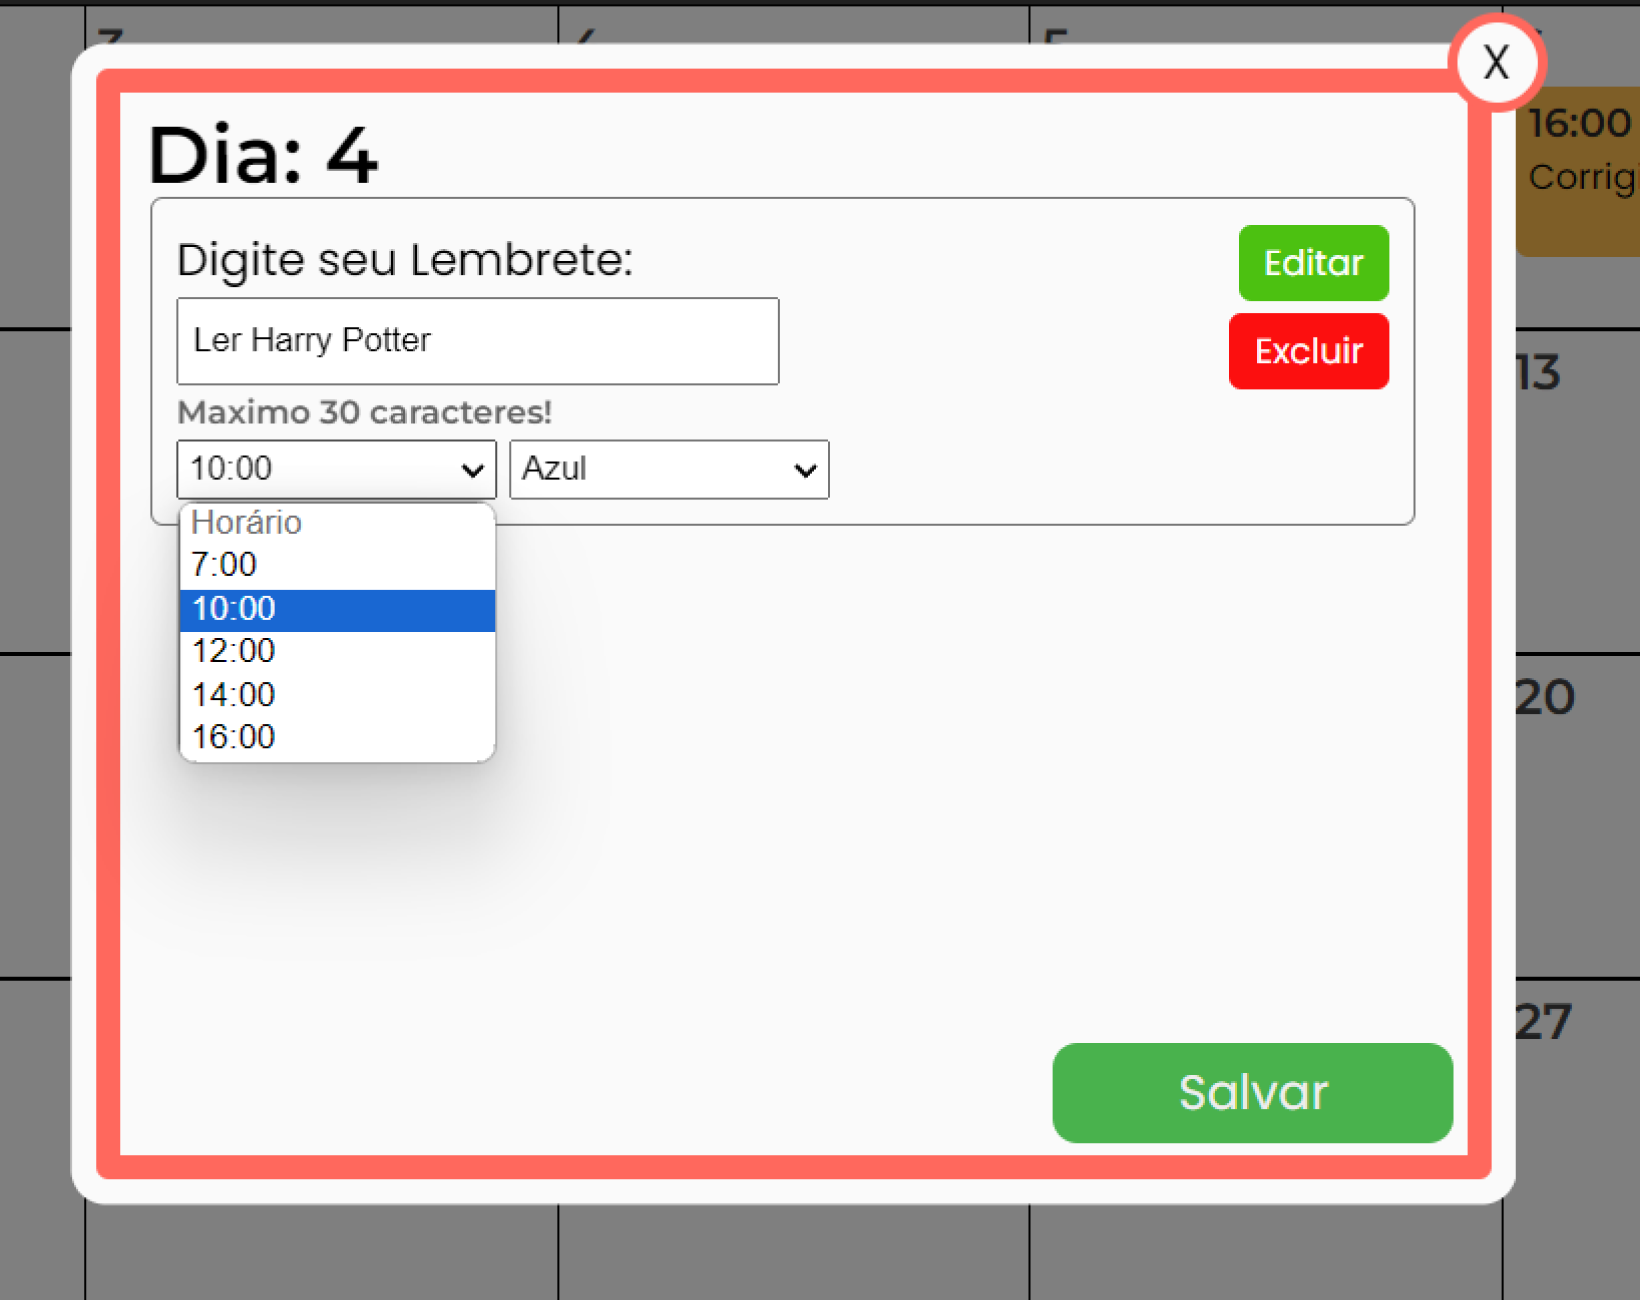 X
16:00
Corrig
Dia: 4
Digite seu Lembrete:
Editar
Ler Harry Potter
Excluir
Maximo 30 caracteres!
10:00
Azul
Horário
7:00
10:00
12:00
14:00
16:00
13
20
27
Salvar